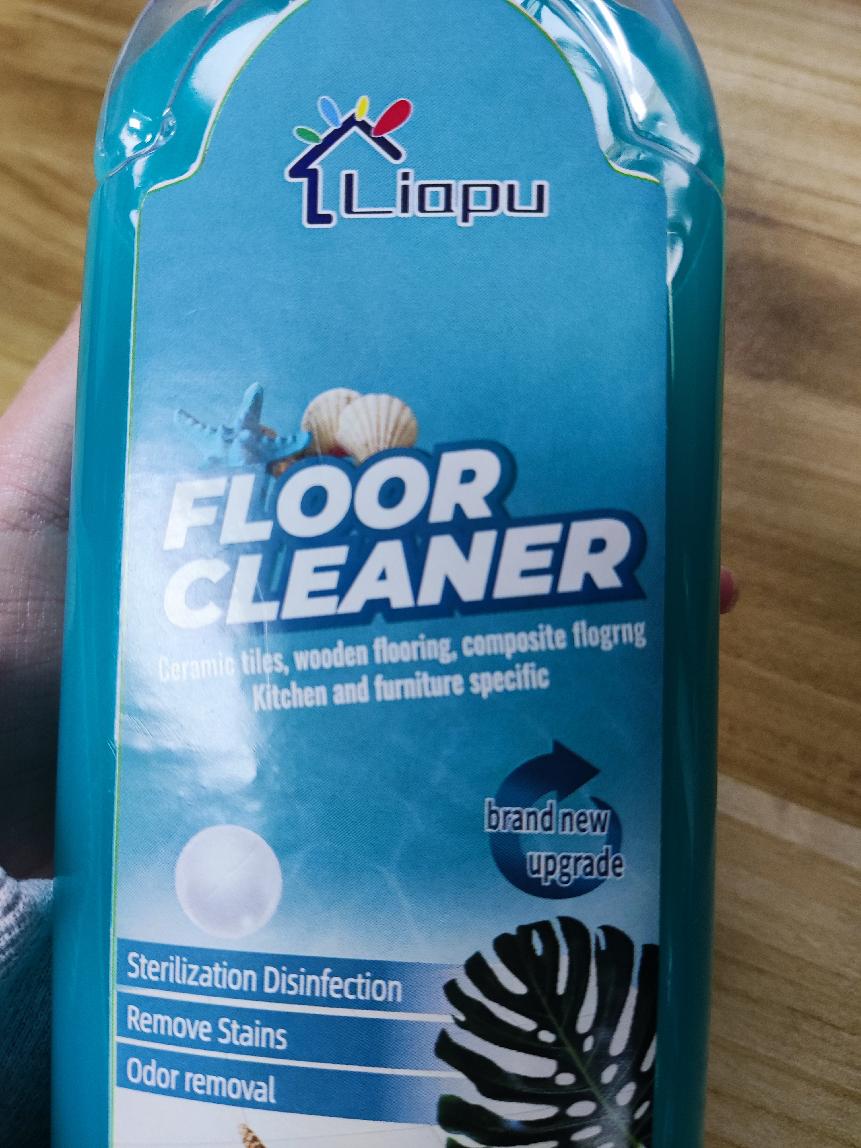 Liapu
FLOOR
CLEANER
Ceramic tiles, wooden flooring, composite flogrng
Kitchen and furniture specific
brand new
upgrade
Sterilization Disinfection
Remove Stains
Odor removal